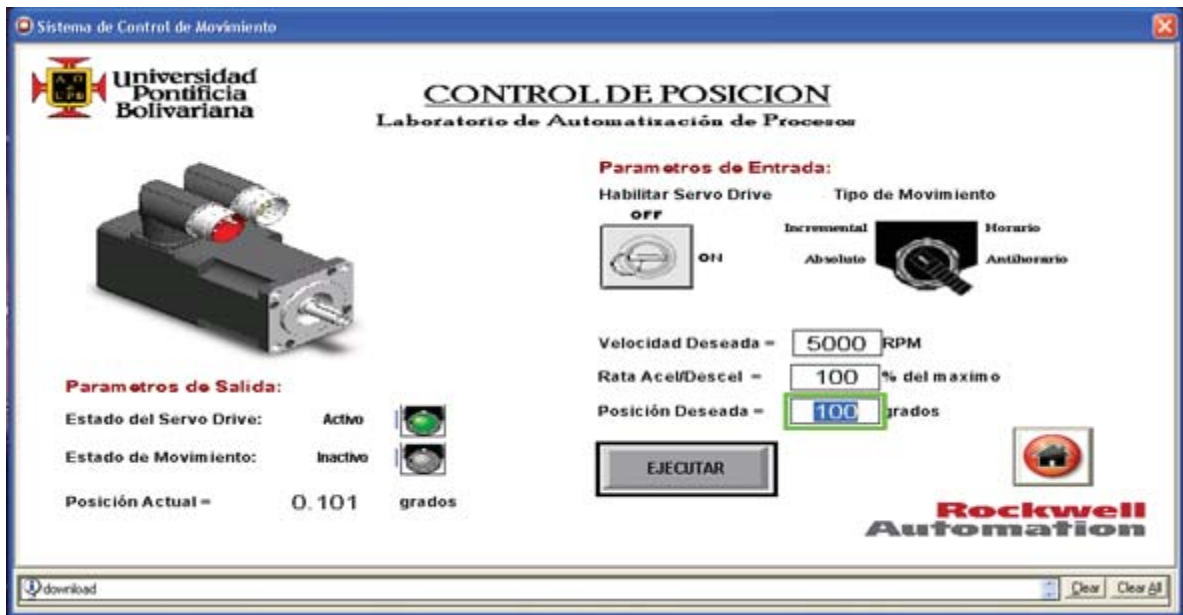 Sistema de Control de Movimiento
Universidad
Pontificia
Bolivariana
CONTROL DE POSICION
Laboratorio de Automatización de Procesos
Parametros de Entrada:
Habilitar Servo Drive
Tipo de Movimiento
OFF
ON
Incremental
Horario
Absoluto
Antihorario
Velocidad Deseada = 5000 RPM
Rata Acel/Descel = 100 % del maximo
Posición Deseada = 100 grados
EJECUTAR
Parametros de Salida:
Estado del Servo Drive: Activo
Estado de Movimiento: Inactivo
Posición Actual = 0.101 grados
Rockwell
Automation
download
Clear
Clear All